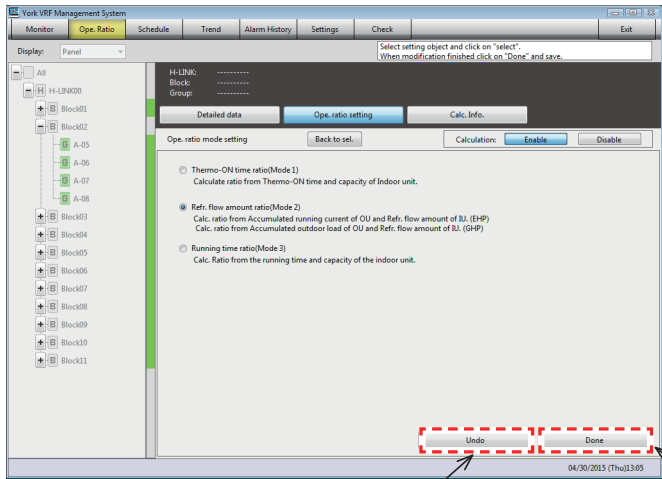 York VRF Management System
Monitor Ope. Ratio Schedule Trend Alarm History Settings Check Exit
Display: Panel
Select setting object and click on "select".
When modification finished click on "Done" and save.
All
H H-LINK00
B Block01
B Block02
G A-05
G A-06
G A-07
G A-08
B Block03
B Block04
B Block05
B Block06
B Block07
B Block08
B Block09
B Block10
B Block11
H-LINK: ----------
Block: ----------
Group: ----------
Detailed data Ope. ratio setting Calc. Info.
Ope. ratio mode setting Back to sel. Calculation: Enable Disable
Thermo-ON time ratio(Mode 1)
Calculate ratio from Thermo-ON time and capacity of Indoor unit.
Refr. flow amount ratio(Mode 2)
Calc. ratio from Accumulated running current of OU and Refr. flow amount of IU. (EHP)
Calc. ratio from Accumulated outdoor load of OU and Refr. flow amount of IU. (GHP)
Running time ratio(Mode 3)
Calc. Ratio from the running time and capacity of the indoor unit.
Undo Done
04/30/2015 (Thu)13:05